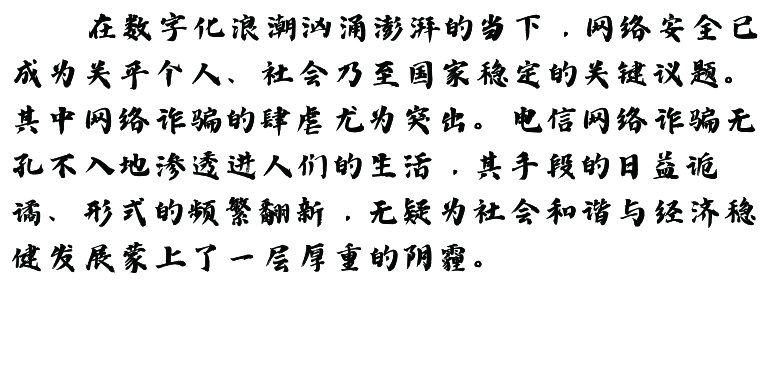 在数字化浪潮汹涌澎湃的当下，网络安全已
成为关乎个人、社会乃至国家稳定的关键议题。
其中网络诈骗的肆虐尤为突出。电信网络诈骗无
孔不入地渗透进人们的生活，其手段的日益诡
谲、形式的频繁翻新，无疑为社会和谐与经济稳
健发展蒙上了一层厚重的阴霾。